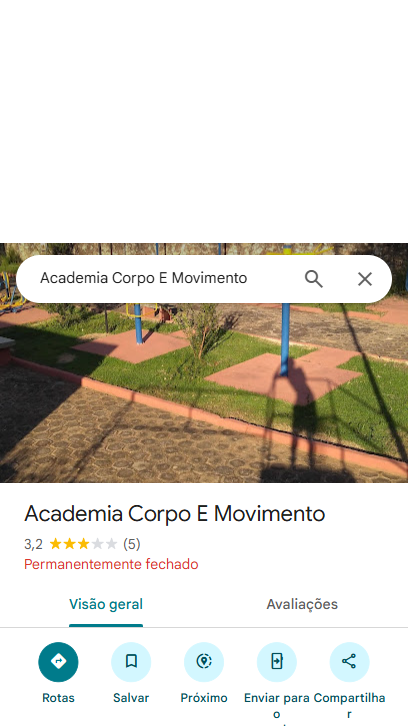 Academia Corpo E Movimento
Academia Corpo E Movimento
3,2 (5)
Permanentemente fechado
Visão geral
Avaliações
Rotas
Salvar
Próximo
Enviar para
o
Compartilha
r